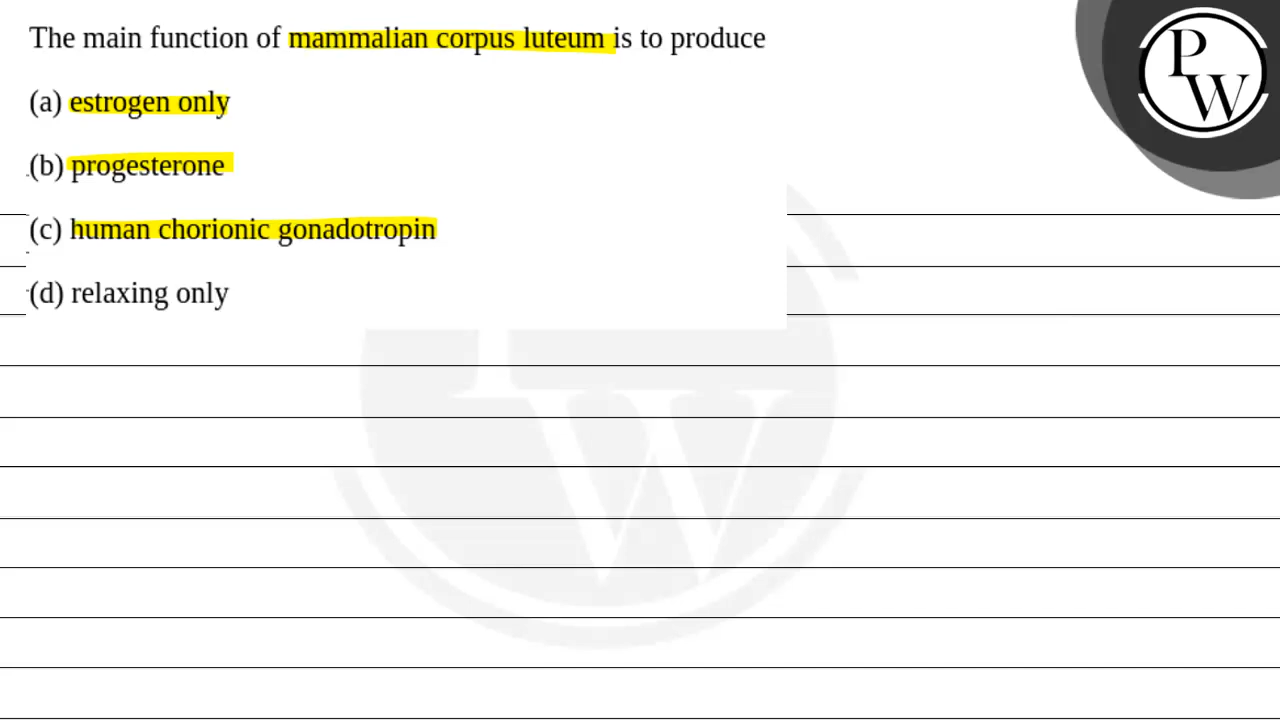 The main function of mammalian corpus luteum is to produce
(a) estrogen only
(b) progesterone
(c) human chorionic gonadotropin
(d) relaxing only
PW